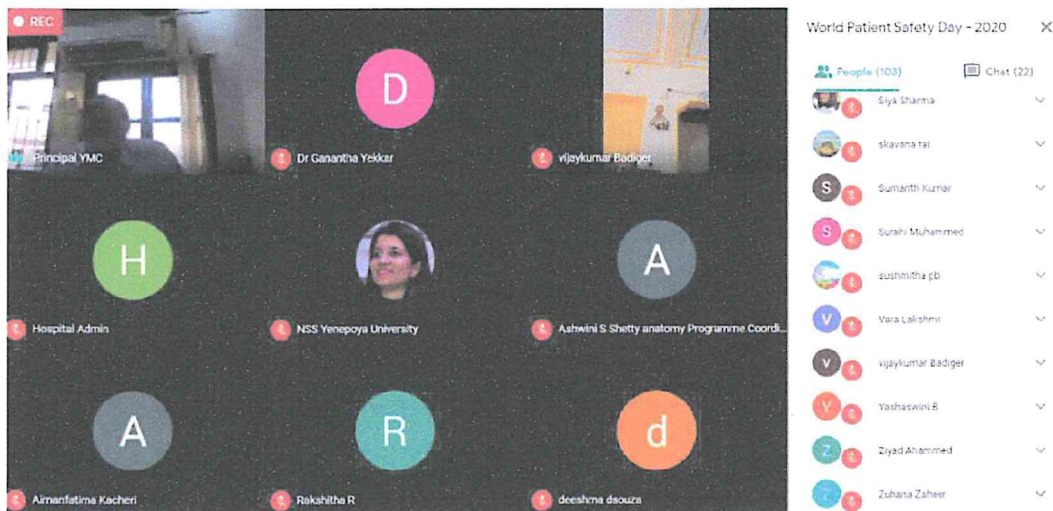 REC
World Patient Safety Day - 2020
People (103)
Chat (22)
Principal YMC
D
Dr Ganantha Yekkar
vijaykumar Badiger
H
Hospital Admin
NSS Yenepoya University
A
Ashwini S Shetty anatomy Programme Coordi...
A
Aimanfatima Kacheri
R
Rakshitha R
d
deeshma dsouza
Siya Sharma
skavana rai
S
Sumanth Kumar
S
Surahi Muhammed
sushmitha pb
V
Vara Lakshmi
v
vijaykumar Badiger
Y
Yashaswini B
Z
Ziyad Ahammed
Z
Zuhana Zaheer